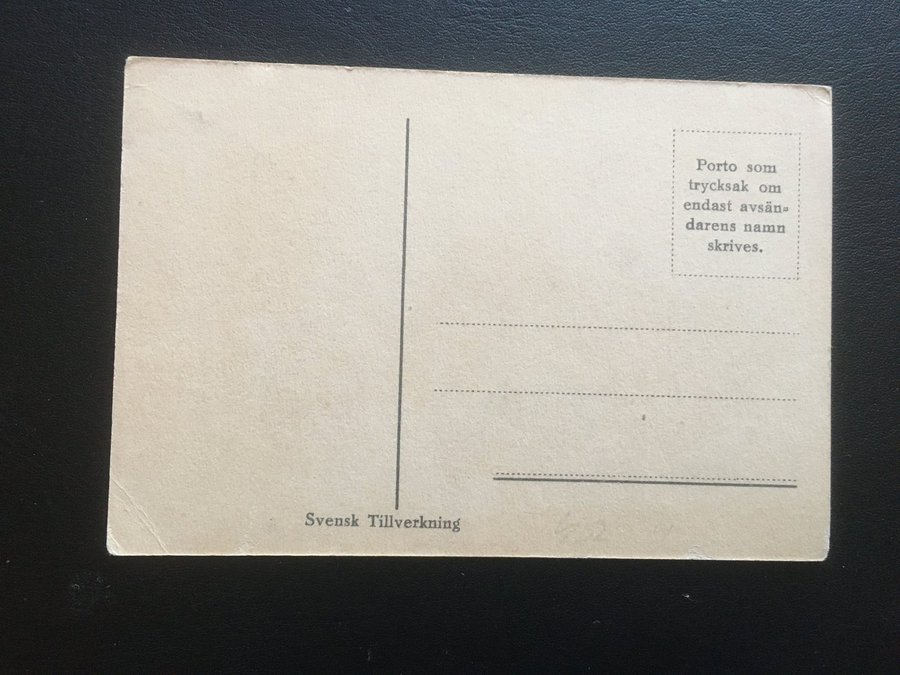 Porto som
trycksak om
endast avsän=
darens namn
skrives.
Svensk Tillverkning